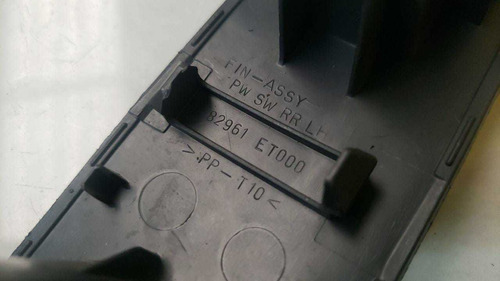 FIN-ASSY
PW SW RR LH
82961 ET000
>PP-T10<